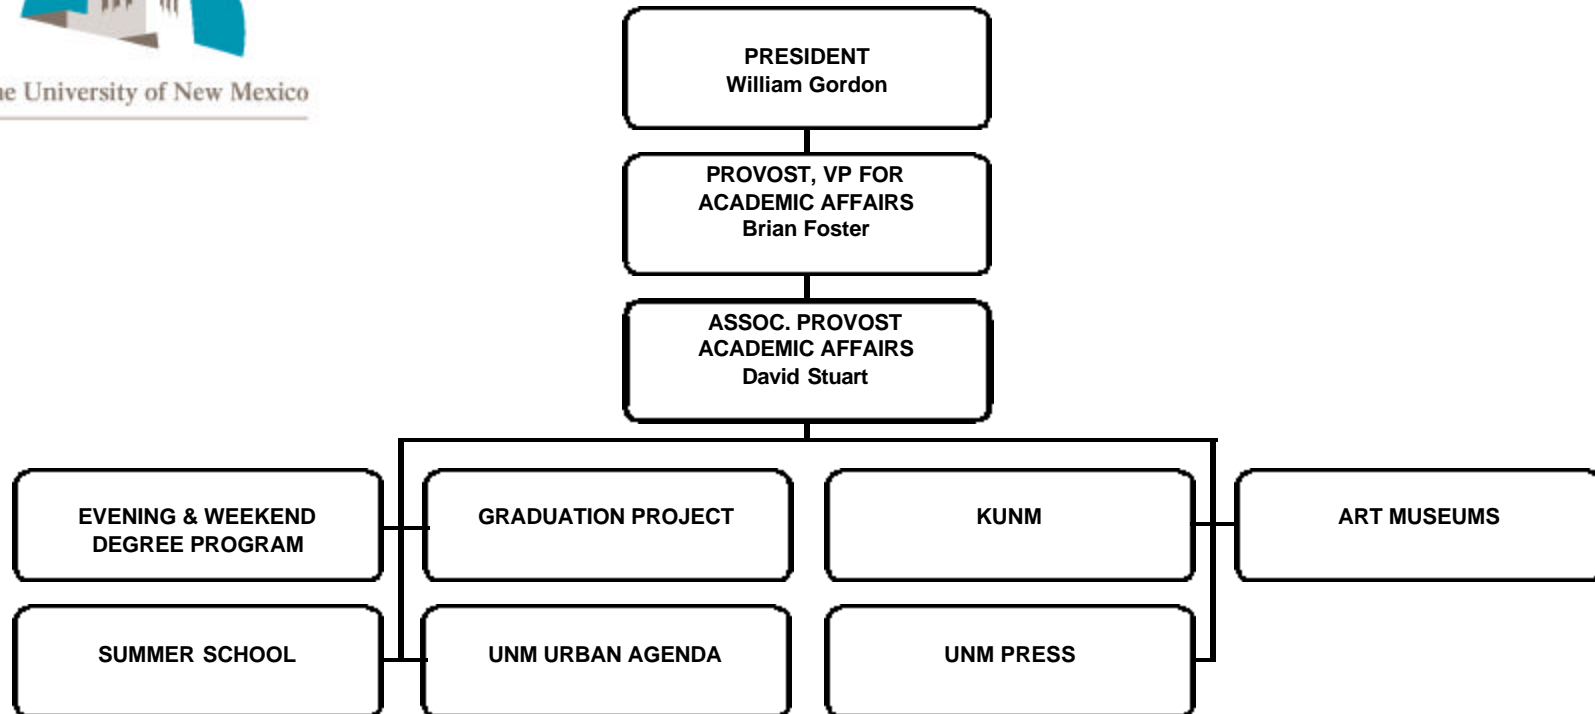 University of New Mexico
PRESIDENT
William Gordon
PROVOST, VP FOR
ACADEMIC AFFAIRS
Brian Foster
ASSOC. PROVOST
ACADEMIC AFFAIRS
David Stuart
EVENING & WEEKEND
DEGREE PROGRAM
GRADUATION PROJECT
KUNM
ART MUSEUMS
SUMMER SCHOOL
UNM URBAN AGENDA
UNM PRESS